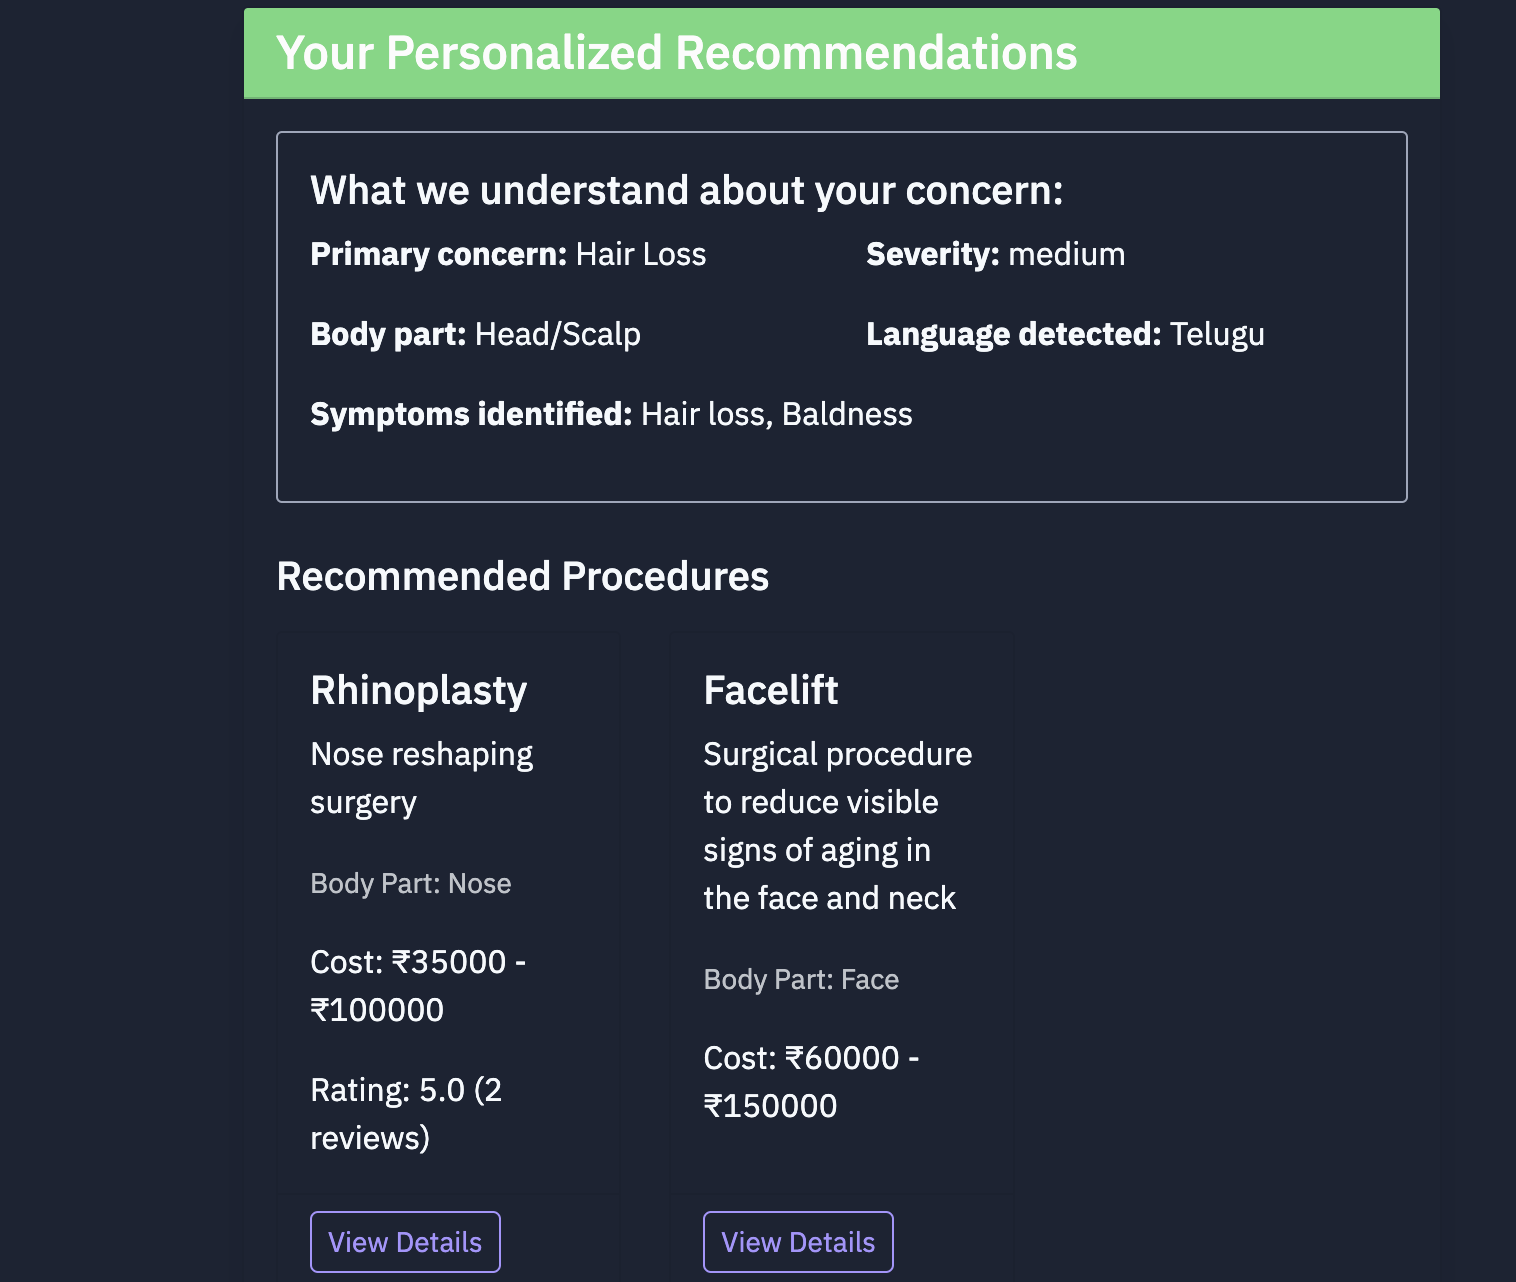 Your Personalized Recommendations
What we understand about your concern:
Primary concern: Hair Loss
Severity: medium
Body part: Head/Scalp
Language detected: Telugu
Symptoms identified: Hair loss, Baldness
Recommended Procedures
Rhinoplasty
Nose reshaping
surgery
Body Part: Nose
Cost: ₹35000 -
₹100000
Rating: 5.0 (2
reviews)
View Details
Facelift
Surgical procedure
to reduce visible
signs of aging in
the face and neck
Body Part: Face
Cost: ₹60000 -
₹150000
View Details